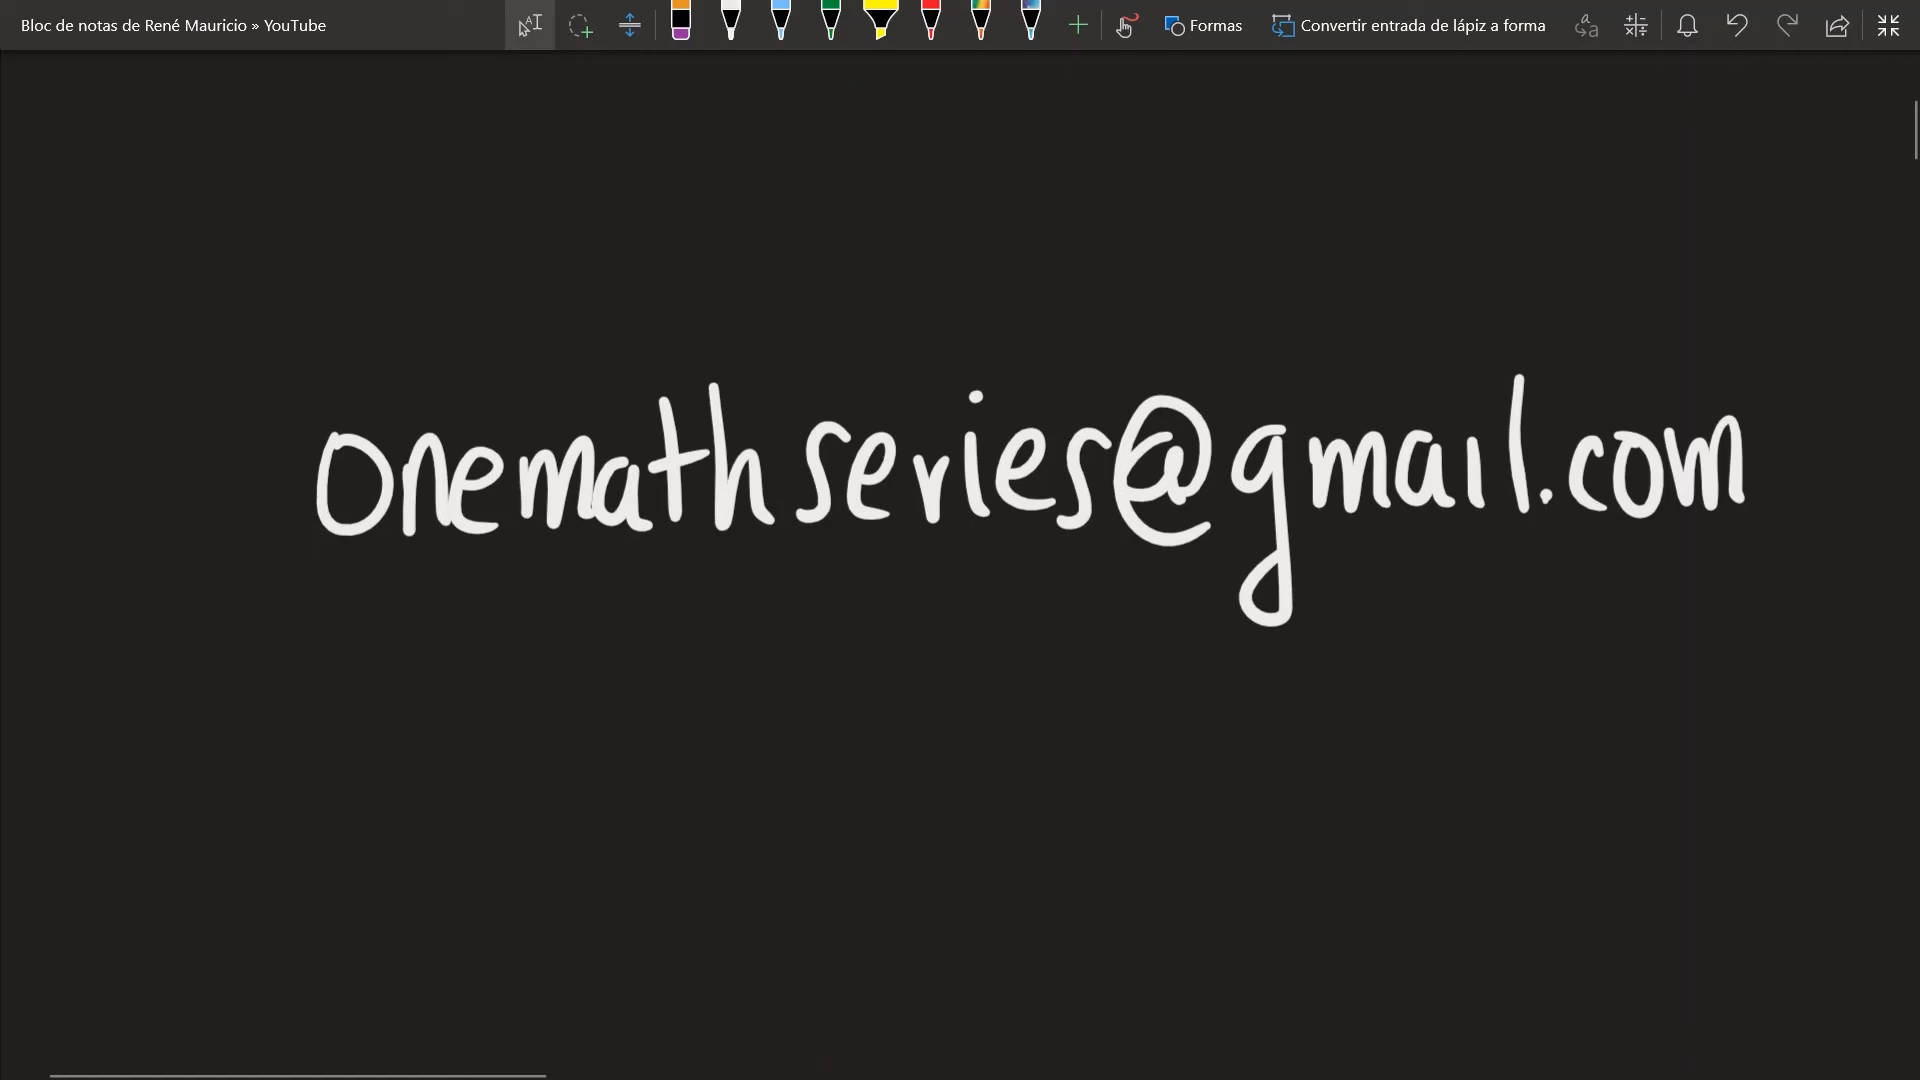 Bloc de notas de René Mauricio » YouTube
Formas
Convertir entrada de lápiz a forma
onemathseries@gmail.com